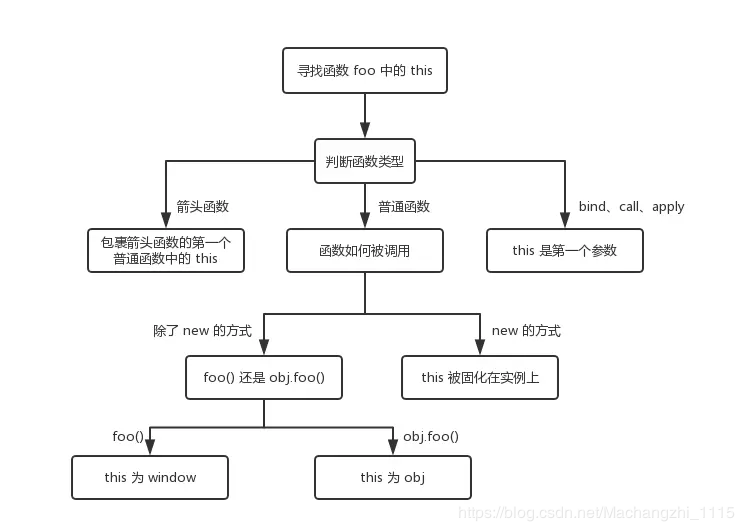 寻找函数 foo 中的 this
判断函数类型
箭头函数
普通函数
bind、call、apply
包裹箭头函数的第一个
普通函数中的 this
函数如何被调用
this 是第一个参数
除了 new 的方式
new 的方式
foo() 还是 obj.foo()
this 被固化在实例上
foo()
obj.foo()
this 为 window
this 为 obj
https://blog.csdn.net/Machangzhi_1115